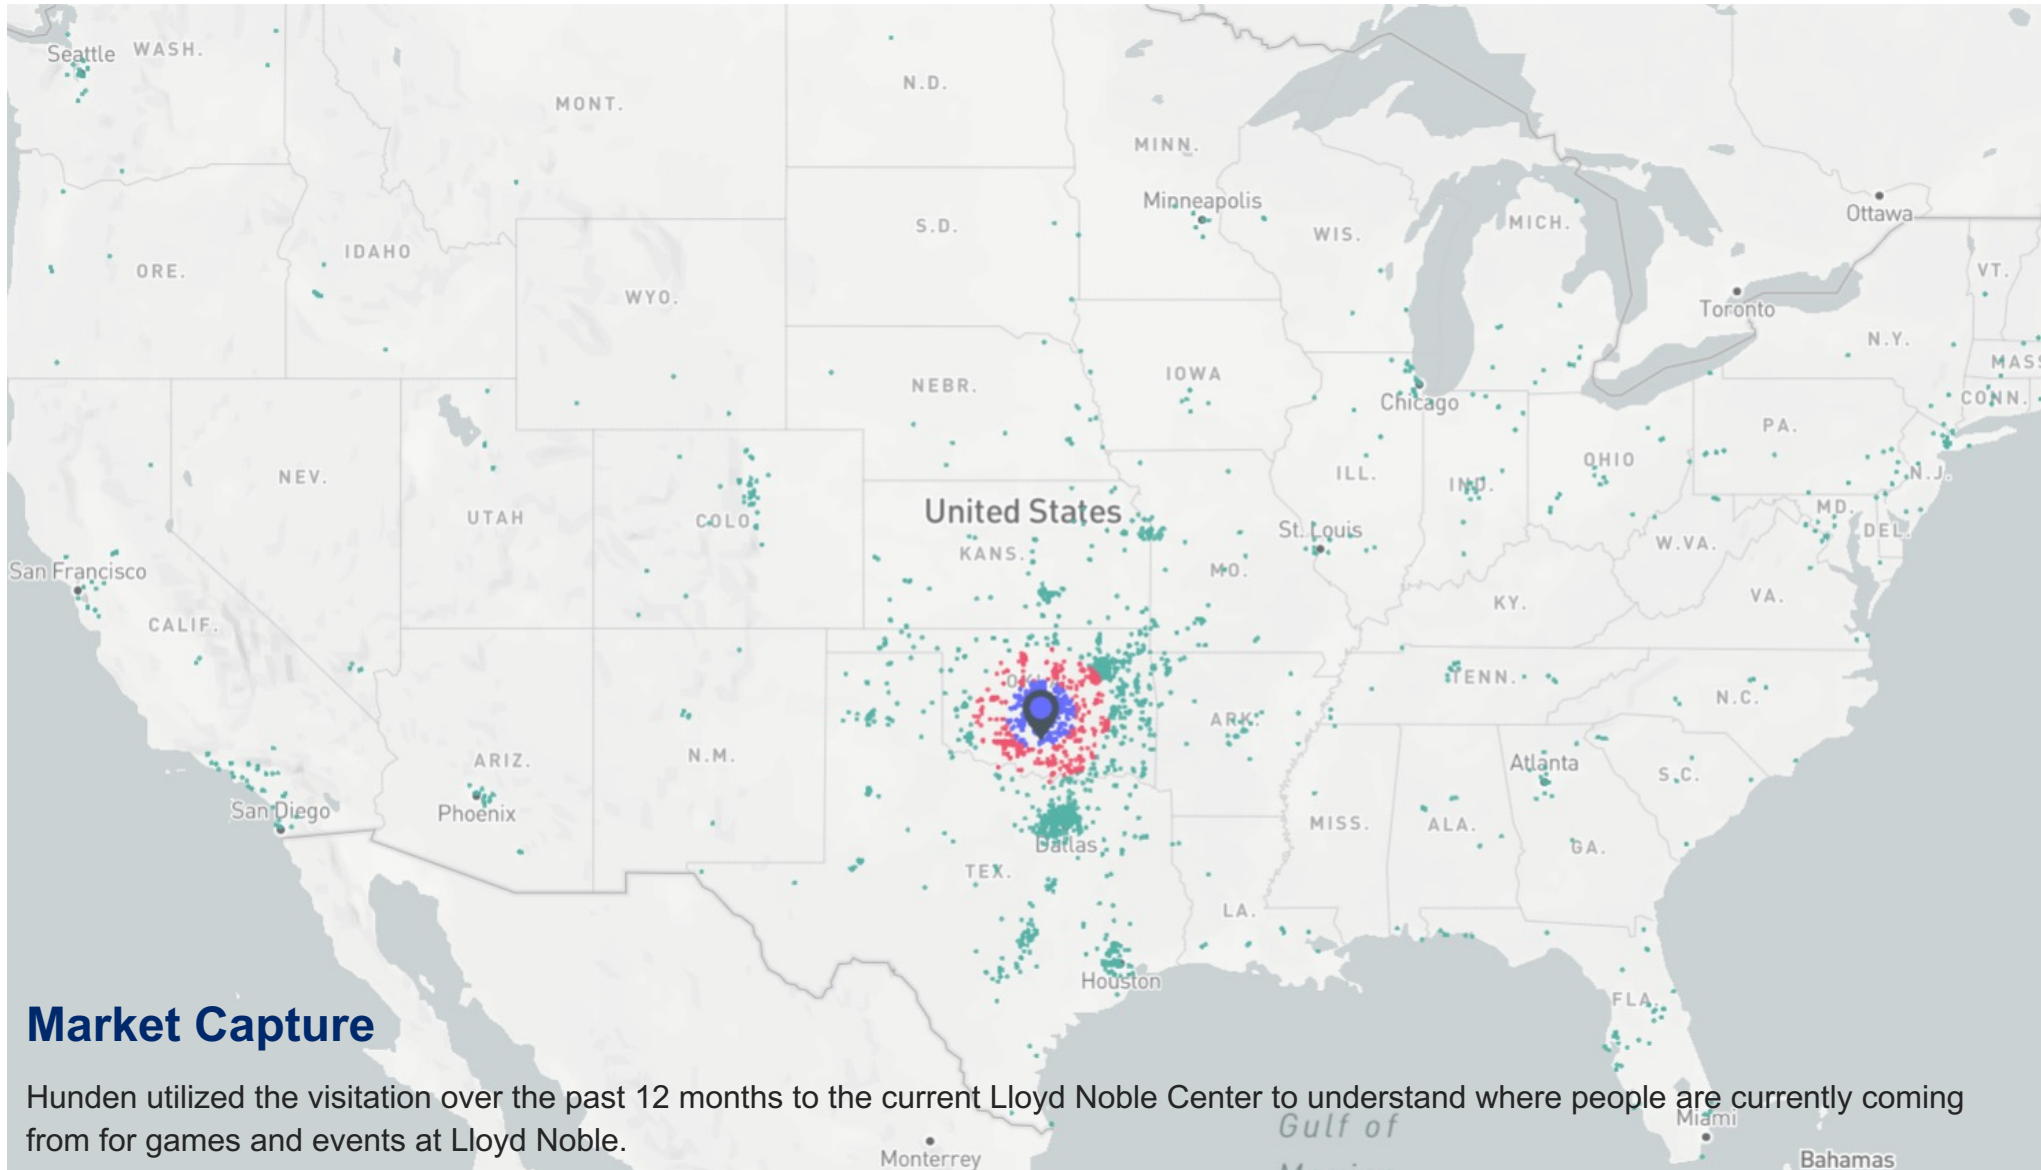 Seattle
WASH.
MONT.
N.D.
MINN.
Minneapolis
Ottawa
S.D.
WIS.
MICH.
IDAHO
ORE.
WYO.
VT.
Toronto
N.Y.
MASS
IOWA
NEBR.
Chicago
CONN.
PA.
OHIO
ILL.
IND.
N.J.
NEV.
UTAH
COLO.
United States
St. Louis
MD.
DEL.
KANS.
W.VA.
San Francisco
MO.
KY.
VA.
CALIF.
TENN.
N.C.
OKLA.
ARK.
ARIZ.
N.M.
Atlanta
S.C.
San Diego
Phoenix
MISS.
ALA.
GA.
Dallas
TEX.
LA.
Houston
FLA.
Market Capture
Hunden utilized the visitation over the past 12 months to the current Lloyd Noble Center to understand where people are currently coming
from for games and events at Lloyd Noble.
Miami
Gulf of
Monterrey
Bahamas